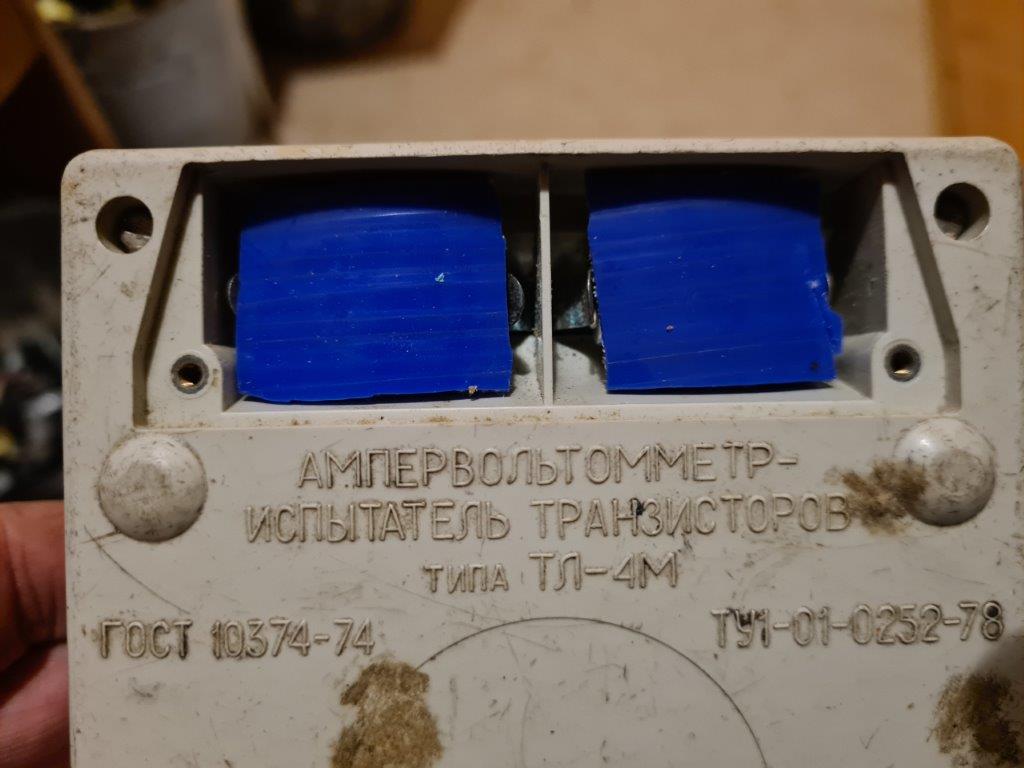 АМПЕРВОЛЬТОММЕТР-
ИСПЫТАТЕЛЬ ТРАНЗИСТОРОВ
ТИПА ТЛ-4М
ГОСТ 10374-74 ТУ1-01-0252-78